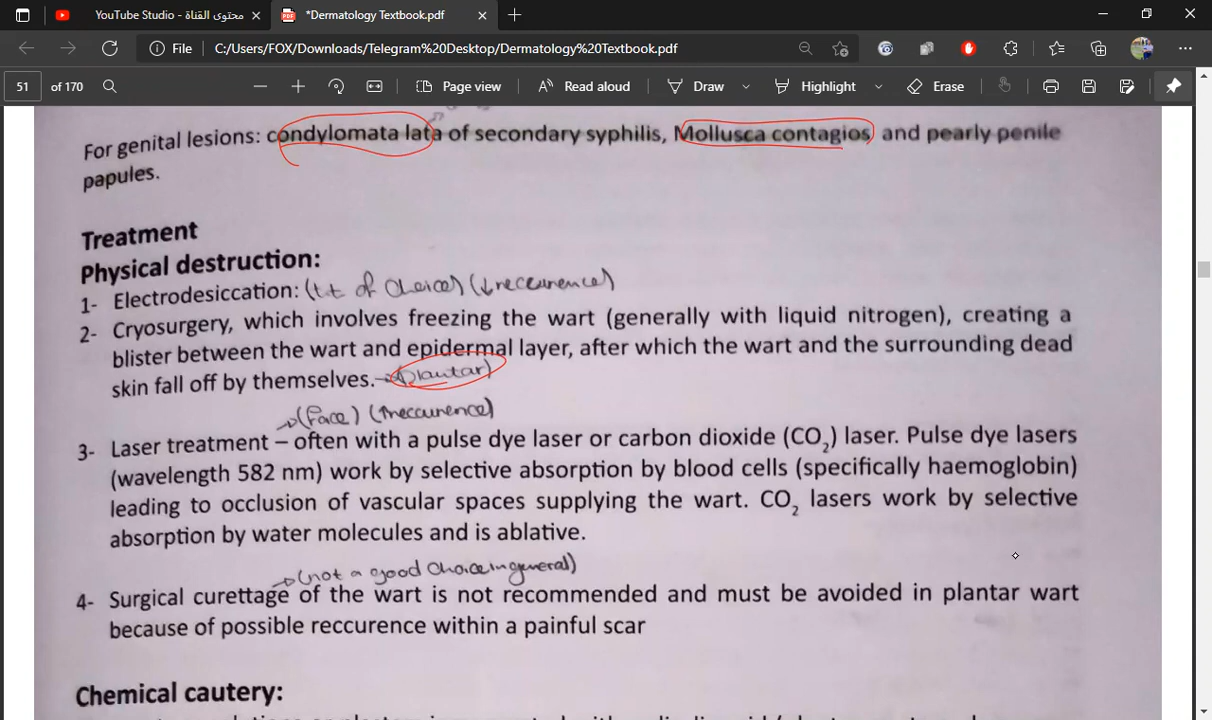 YouTube Studio - محتوى القناة
*Dermatology Textbook.pdf
File
C:/Users/FOX/Downloads/Telegram%20Desktop/Dermatology%20Textbook.pdf
51 of 170
Page view
Read aloud
Draw
Highlight
Erase
For genital lesions: condylomata lata of secondary syphilis, Mollusca contagios, and pearly penile
papules.
Treatment
Physical destruction:
1- Electrodesiccation: (tt of choice) (↓reccurence)
2- Cryosurgery, which involves freezing the wart (generally with liquid nitrogen), creating a
blister between the wart and epidermal layer, after which the wart and the surrounding dead
skin fall off by themselves. → (Plantar)
→ (face) (↑reccurence)
3- Laser treatment – often with a pulse dye laser or carbon dioxide (CO₂) laser. Pulse dye lasers
(wavelength 582 nm) work by selective absorption by blood cells (specifically haemoglobin)
leading to occlusion of vascular spaces supplying the wart. CO₂ lasers work by selective
absorption by water molecules and is ablative.
→ (not a good choice in general)
4- Surgical curettage of the wart is not recommended and must be avoided in plantar wart
because of possible reccurence within a painful scar
Chemical cautery: